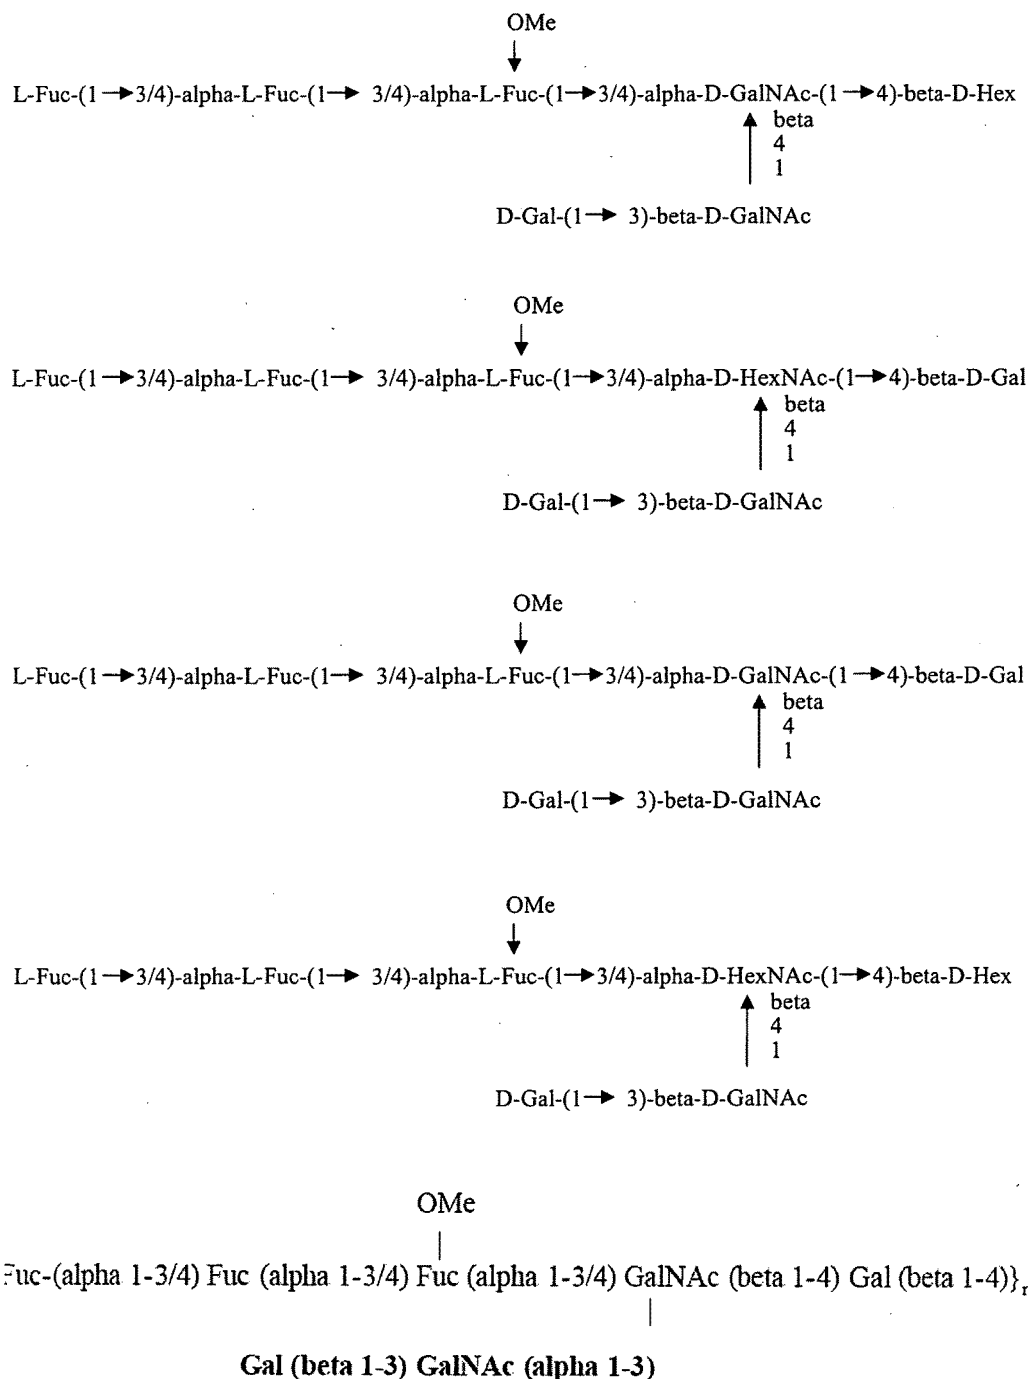 OMe
L-Fuc-(1→3/4)-alpha-L-Fuc-(1→ 3/4)-alpha-L-Fuc-(1→3/4)-alpha-D-GalNAc-(1→4)-beta-D-Hex
beta
4
1
D-Gal-(1→ 3)-beta-D-GalNAc
OMe
L-Fuc-(1→3/4)-alpha-L-Fuc-(1→ 3/4)-alpha-L-Fuc-(1→3/4)-alpha-D-HexNAc-(1→4)-beta-D-Gal
beta
4
1
D-Gal-(1→ 3)-beta-D-GalNAc
OMe
L-Fuc-(1→3/4)-alpha-L-Fuc-(1→ 3/4)-alpha-L-Fuc-(1→3/4)-alpha-D-GalNAc-(1→4)-beta-D-Gal
beta
4
1
D-Gal-(1→ 3)-beta-D-GalNAc
OMe
L-Fuc-(1→3/4)-alpha-L-Fuc-(1→ 3/4)-alpha-L-Fuc-(1→3/4)-alpha-D-HexNAc-(1→4)-beta-D-Hex
beta
4
1
D-Gal-(1→ 3)-beta-D-GalNAc
OMe
Fuc-(alpha 1-3/4) Fuc (alpha 1-3/4) Fuc (alpha 1-3/4) GalNAc (beta 1-4) Gal (beta 1-4)}
Gal (beta 1-3) GalNAc (alpha 1-3)